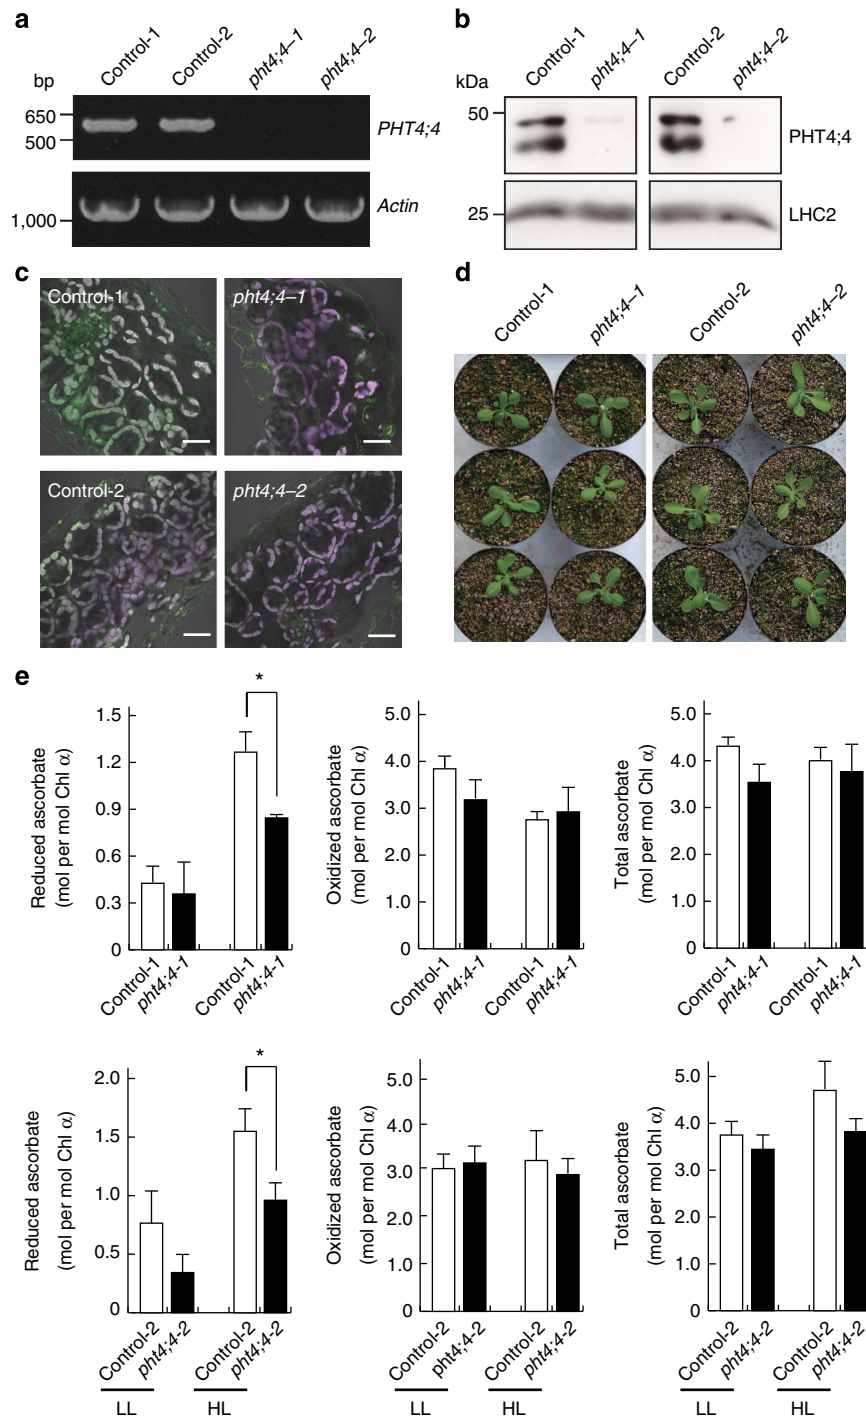 a
Control-1
Control-2
pht4;4–1
pht4;4–2
bp
650
500
PHT4;4
1,000
Actin
b
Control-1
pht4;4–1
Control-2
pht4;4–2
kDa
50
PHT4;4
25
LHC2
c
Control-1
pht4;4–1
Control-2
pht4;4–2
d
Control-1
pht4;4–1
Control-2
pht4;4–2
e
Reduced ascorbate
(mol per mol Chl α)
1.5
1.2
0.9
0.6
0.3
0
*
Control-1
pht4;4-1
Control-1
pht4;4-1
Oxidized ascorbate
(mol per mol Chl α)
5.0
4.0
3.0
2.0
1.0
0
Control-1
pht4;4-1
Control-1
pht4;4-1
Total ascorbate
(mol per mol Chl α)
5.0
4.0
3.0
2.0
1.0
0
Control-1
pht4;4-1
Control-1
pht4;4-1
Reduced ascorbate
(mol per mol Chl α)
2.0
1.5
1.0
0.5
0
*
Control-2
pht4;4-2
Control-2
pht4;4-2
LL
HL
Oxidized ascorbate
(mol per mol Chl α)
5.0
4.0
3.0
2.0
1.0
0
Control-2
pht4;4-2
Control-2
pht4;4-2
LL
HL
Total ascorbate
(mol per mol Chl α)
5.0
4.0
3.0
2.0
1.0
0
Control-2
pht4;4-2
Control-2
pht4;4-2
LL
HL